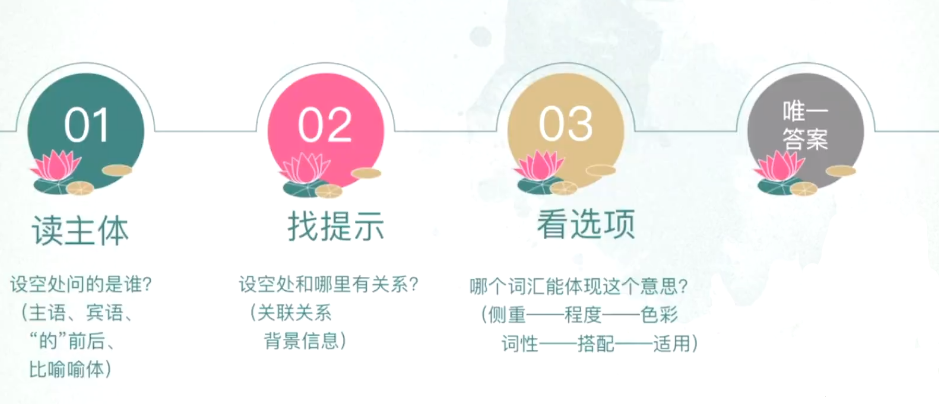 01
读主体
设空处问的是谁？
（主语、宾语、
“的”前后、
比喻喻体）
02
找提示
设空处和哪里有关系？
（关联关系
背景信息）
03
看选项
哪个词汇能体现这个意思？
（侧重——程度——色彩
词性——搭配——适用）
唯一
答案